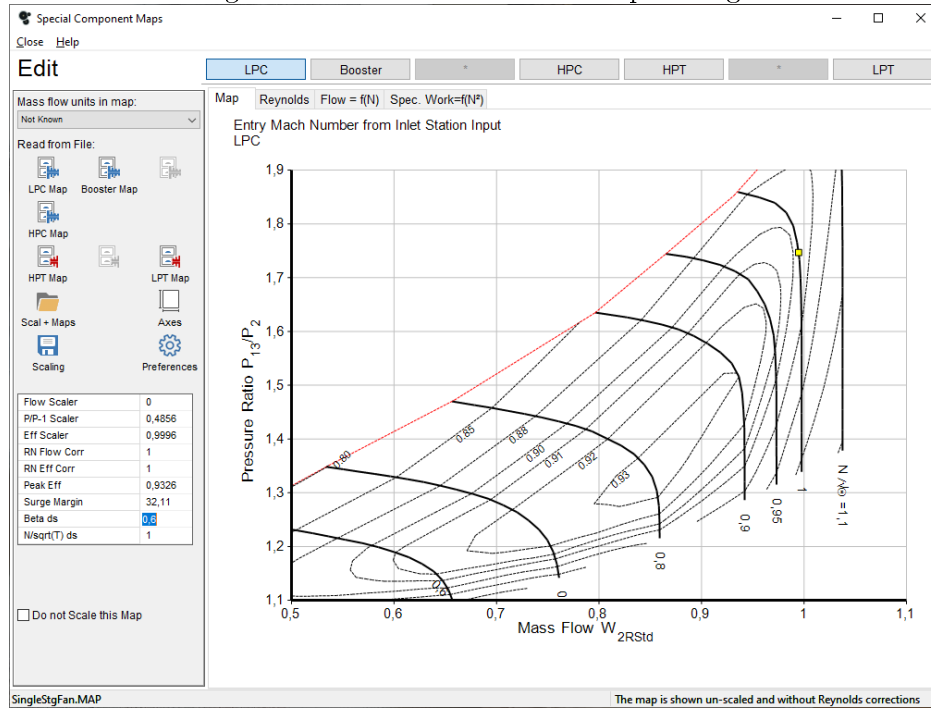 Special Component Maps
Close Help
Edit
LPC Booster * HPC HPT * LPT
Mass flow units in map:
Not Known
Read from File:
LPC Map Booster Map
HPC Map
HPT Map LPT Map
Scal + Maps Axes
Scaling Preferences
Flow Scaler 0
P/P-1 Scaler 0,4856
Eff Scaler 0,9996
RN Flow Corr 1
RN Eff Corr 1
Peak Eff 0,9326
Surge Margin 32,11
Beta ds 0,6
N/sqrt(T) ds 1
Do not Scale this Map
Map Reynolds Flow = f(N) Spec. Work=f(N²)
Entry Mach Number from Inlet Station Input
LPC
1,9
1,8
1,7
1,6
1,5
1,4
1,3
1,2
1,1
Pressure Ratio P13/P2
0.80
0.85
0.88
0.90
0.91
0.92
0.93
0,8
0,9
0,95
1
N/√Θ = 1,1
0,5 0,6 0,7 0,8 0,9 1 1,1
Mass Flow W2RStd
SingleStgFan.MAP
The map is shown un-scaled and without Reynolds corrections